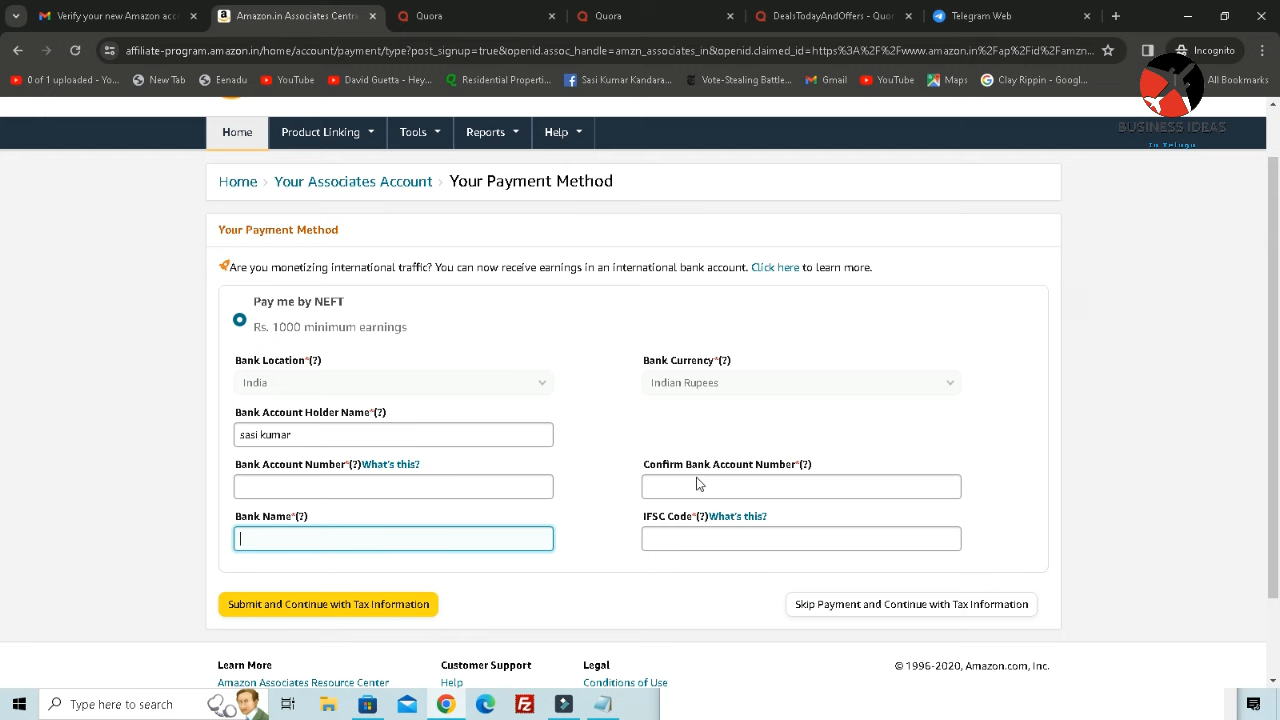 Verify your new Amazon acc
Amazon.in Associates Centra
Quora
Quora
DealsTodayAndOffers - Quor
Telegram Web
affiliate-program.amazon.in/home/account/payment/type?post_signup=true&openid.assoc_handle=amzn_associates_in&openid.claimed_id=https%3A%2F%2Fwww.amazon.in%2Fap%2Fid%2Famzn...
Incognito
0 of 1 uploaded - Yo...
New Tab
Eenadu
YouTube
David Guetta - Hey...
Residential Properti...
Sasi Kumar Kandara...
Vote-Stealing Battle...
Gmail
YouTube
Maps
Clay Rippin - Googl...
All Bookmarks
BUSINESS IDEAS
In Telugu
Home
Product Linking
Tools
Reports
Help
Home › Your Associates Account › Your Payment Method
Your Payment Method
Are you monetizing international traffic? You can now receive earnings in an international bank account. Click here to learn more.
Pay me by NEFT
Rs. 1000 minimum earnings
Bank Location*(?)
Bank Currency*(?)
India
Indian Rupees
Bank Account Holder Name*(?)
sasi kumar
Bank Account Number*(?)What's this?
Confirm Bank Account Number*(?)
Bank Name*(?)
IFSC Code*(?)What's this?
Submit and Continue with Tax Information
Skip Payment and Continue with Tax Information
Learn More
Customer Support
Legal
© 1996-2020, Amazon.com, Inc.
Amazon Associates Resource Center
Help
Conditions of Use
Type here to search